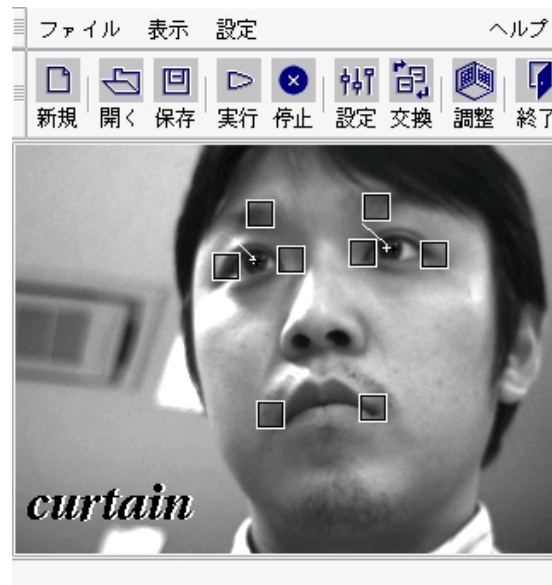 ファイル 表示 設定 ヘルプ
新規 開く 保存 実行 停止 設定 交換 調整 終了
curtain